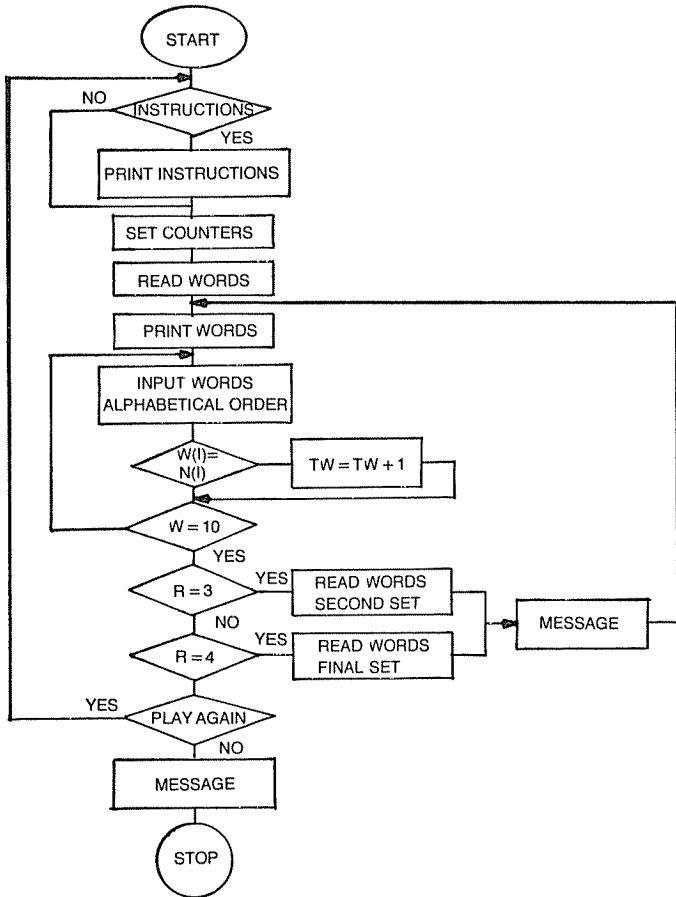 START
NO
INSTRUCTIONS
YES
PRINT INSTRUCTIONS
SET COUNTERS
READ WORDS
PRINT WORDS
INPUT WORDS
ALPHABETICAL ORDER
W(I)=
N(I)
TW = TW + 1
W = 10
YES
R = 3
YES
READ WORDS
SECOND SET
MESSAGE
NO
R = 4
YES
READ WORDS
FINAL SET
YES
PLAY AGAIN
NO
MESSAGE
STOP